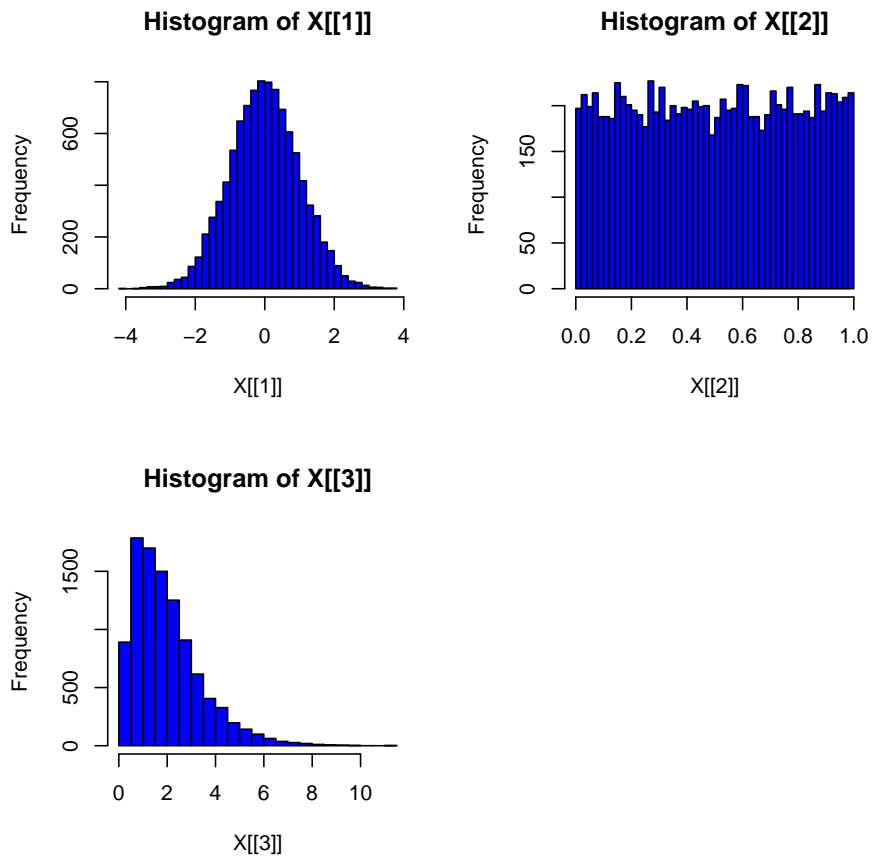 Histogram of X[[1]]
Frequency
0
200
600
−4
−2
0
2
4
X[[1]]
Histogram of X[[2]]
Frequency
0
50
150
0.0
0.2
0.4
0.6
0.8
1.0
X[[2]]
Histogram of X[[3]]
Frequency
0
500
1500
0
2
4
6
8
10
X[[3]]